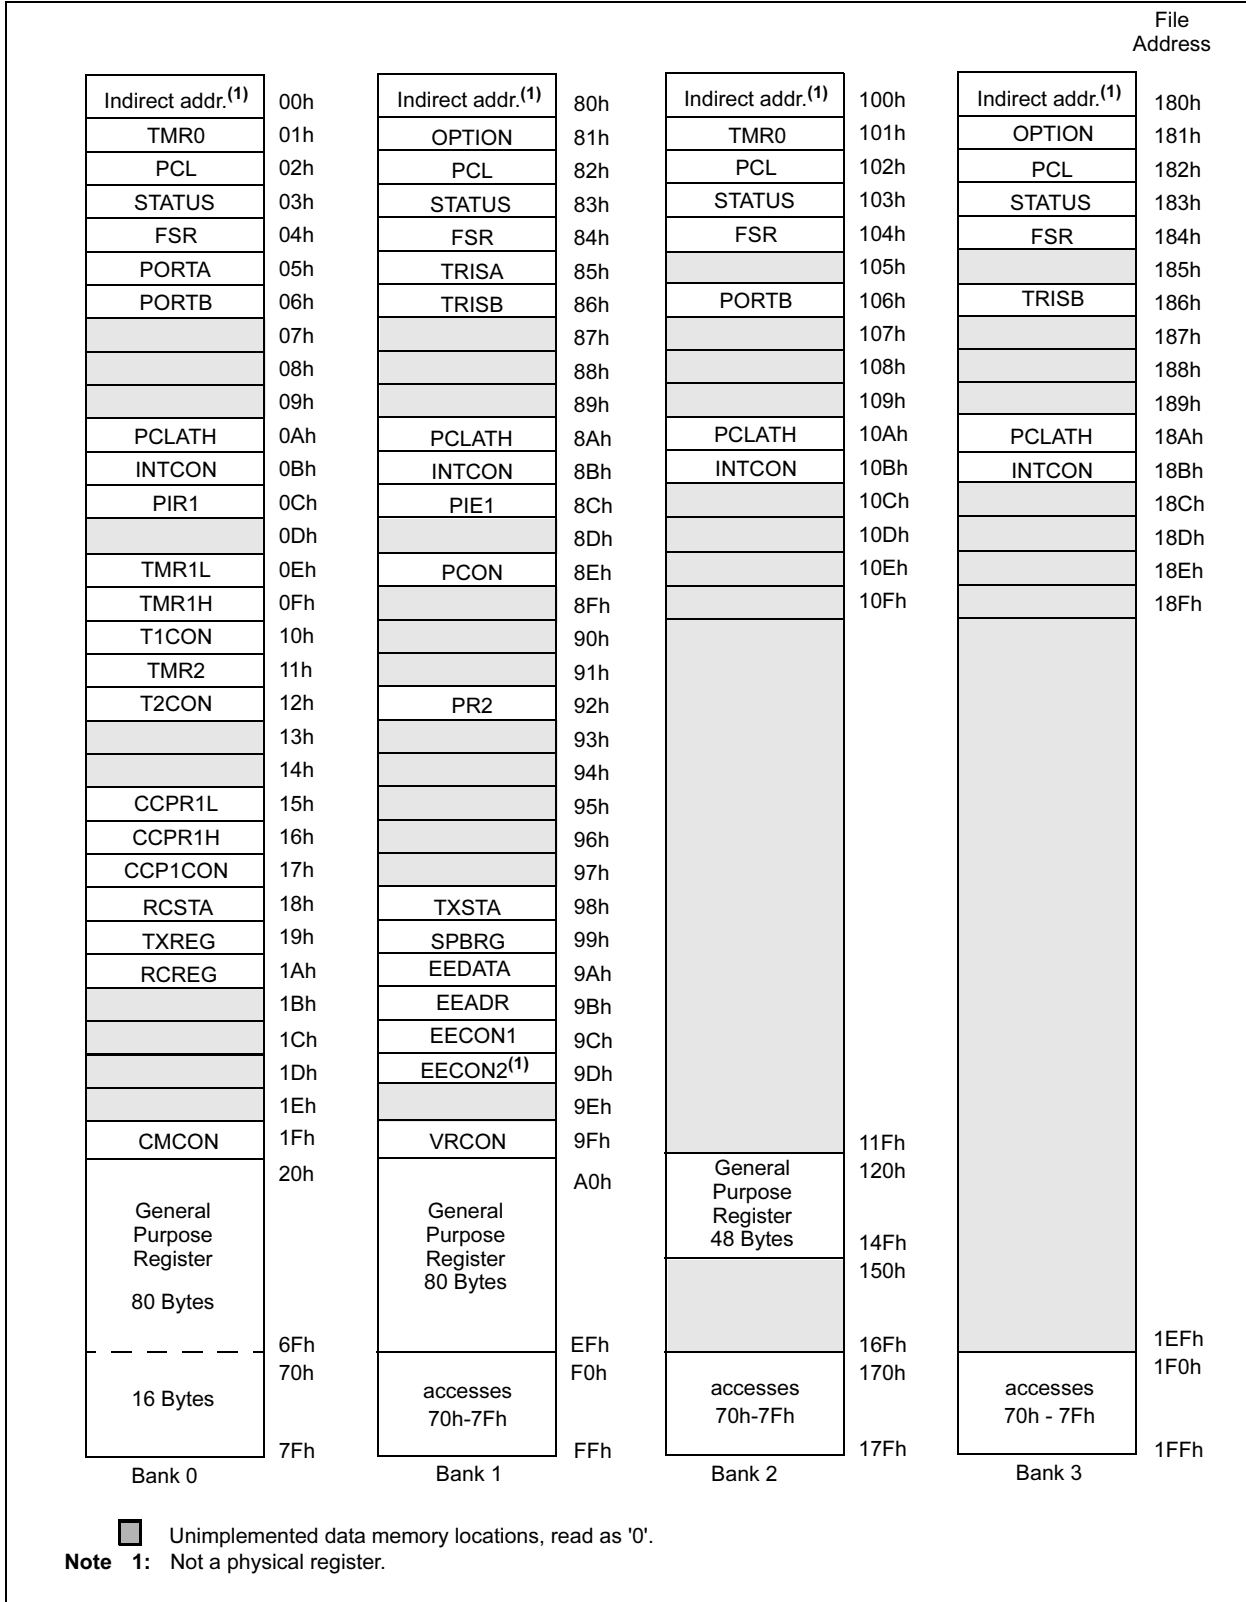 File
Address
Indirect addr.(1) 00h Indirect addr.(1) 80h Indirect addr.(1) 100h Indirect addr.(1) 180h
TMR0 01h OPTION 81h TMR0 101h OPTION 181h
PCL 02h PCL 82h PCL 102h PCL 182h
STATUS 03h STATUS 83h STATUS 103h STATUS 183h
FSR 04h FSR 84h FSR 104h FSR 184h
PORTA 05h TRISA 85h 105h 185h
PORTB 06h TRISB 86h PORTB 106h TRISB 186h
07h 87h 107h 187h
08h 88h 108h 188h
09h 89h 109h 189h
PCLATH 0Ah PCLATH 8Ah PCLATH 10Ah PCLATH 18Ah
INTCON 0Bh INTCON 8Bh INTCON 10Bh INTCON 18Bh
PIR1 0Ch PIE1 8Ch 10Ch 18Ch
0Dh 8Dh 10Dh 18Dh
TMR1L 0Eh PCON 8Eh 10Eh 18Eh
TMR1H 0Fh 8Fh 10Fh 18Fh
T1CON 10h 90h
TMR2 11h 91h
T2CON 12h PR2 92h
13h 93h
14h 94h
CCPR1L 15h 95h
CCPR1H 16h 96h
CCP1CON 17h 97h
RCSTA 18h TXSTA 98h
TXREG 19h SPBRG 99h
RCREG 1Ah EEDATA 9Ah
1Bh EEADR 9Bh
1Ch EECON1 9Ch
1Dh EECON2(1) 9Dh
1Eh 9Eh
CMCON 1Fh VRCON 9Fh 11Fh
20h A0h General 120h
General General Purpose
Purpose Purpose Register
Register Register 48 Bytes 14Fh
80 Bytes 80 Bytes 150h
6Fh EFh 16Fh 1EFh
70h F0h 170h 1F0h
16 Bytes accesses accesses accesses
70h-7Fh 70h-7Fh 70h - 7Fh
7Fh FFh 17Fh 1FFh
Bank 0 Bank 1 Bank 2 Bank 3
Unimplemented data memory locations, read as '0'.
Note 1: Not a physical register.